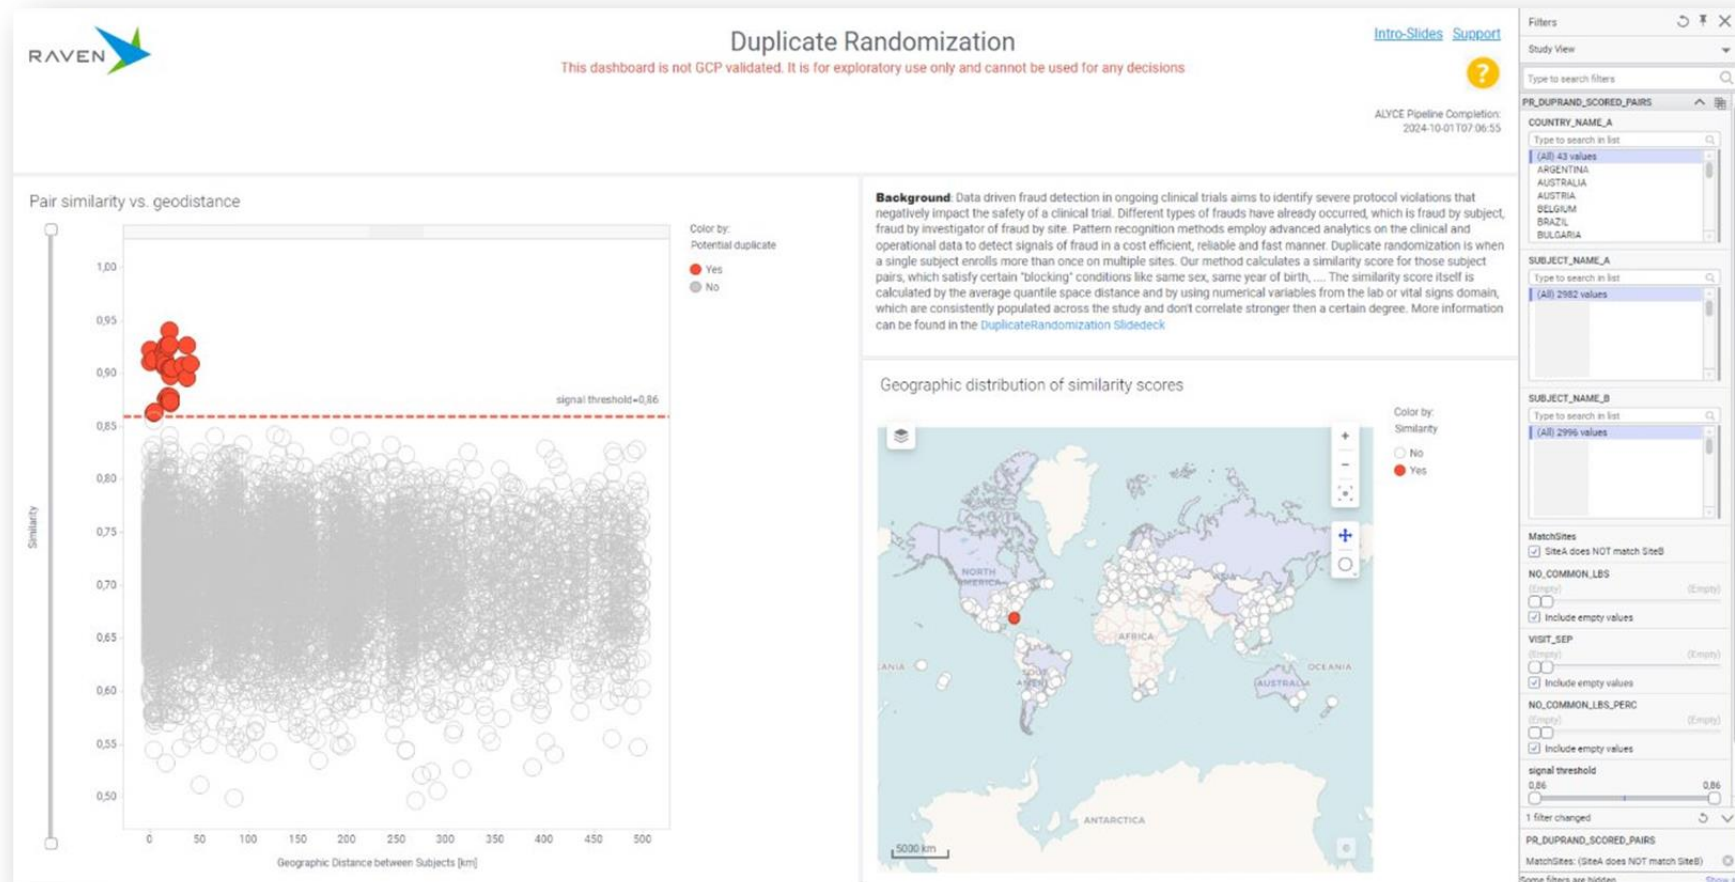 RAVEN
Duplicate Randomization
This dashboard is not GCP validated. It is for exploratory use only and cannot be used for any decisions
Intro-Slides Support
?
ALYCE Pipeline Completion:
2024-10-01T07:06:55
Pair similarity vs. geodistance
Color by:
Potential duplicate
Yes
No
1,00
0,95
0,90
signal threshold=0,86
0,85
0,80
0,75
0,70
0,65
0,60
0,55
0,50
Similarity
0 50 100 150 200 250 300 350 400 450 500
Geographic Distance between Subjects [km]
Background: Data driven fraud detection in ongoing clinical trials aims to identify severe protocol violations that
negatively impact the safety of a clinical trial. Different types of frauds have already occurred, which is fraud by subject,
fraud by investigator of fraud by site. Pattern recognition methods employ advanced analytics on the clinical and
operational data to detect signals of fraud in a cost efficient, reliable and fast manner. Duplicate randomization is when
a single subject enrolls more than once on multiple sites. Our method calculates a similarity score for those subject
pairs, which satisfy certain "blocking" conditions like same sex, same year of birth, .... The similarity score itself is
calculated by the average quantile space distance and by using numerical variables from the lab or vital signs domain,
which are consistently populated across the study and don't correlate stronger then a certain degree. More information
can be found in the DuplicateRandomization Slidedeck
Geographic distribution of similarity scores
Color by:
Similarity
No
Yes
NORTH
AMERICA
AFRICA
ASIA
SOUTH
AMERICA
ANIA
OCEANIA
AUSTRALIA
ANTARCTICA
5000 km
Filters
Study View
Type to search filters
PR_DUPRAND_SCORED_PAIRS
COUNTRY_NAME_A
Type to search in list
(All) 43 values
ARGENTINA
AUSTRALIA
AUSTRIA
BELGIUM
BRAZIL
BULGARIA
SUBJECT_NAME_A
Type to search in list
(All) 2982 values
SUBJECT_NAME_B
Type to search in list
(All) 2996 values
MatchSites
SiteA does NOT match SiteB
NO_COMMON_LBS
(Empty) (Empty)
Include empty values
VISIT_SEP
(Empty) (Empty)
Include empty values
NO_COMMON_LBS_PERC
(Empty) (Empty)
Include empty values
signal threshold
0,86 0,86
1 filter changed
PR_DUPRAND_SCORED_PAIRS
MatchSites: (SiteA does NOT match SiteB)
Some filters are hidden Show